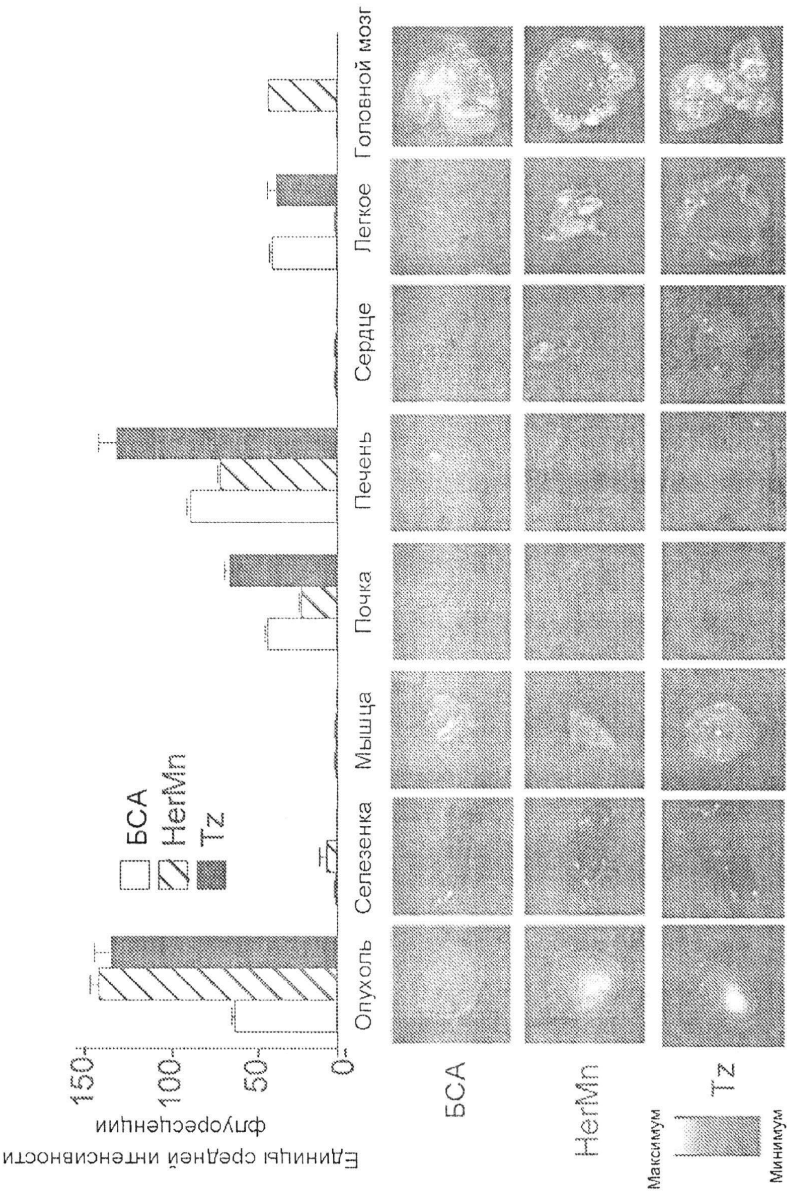 Единицы средней интенсивности
флуоресценции
150
100
50
0
БСА
HerMn
Tz
Опухоль
Селезенка
Мышца
Почка
Печень
Сердце
Легкое
Головной мозг
БСА
HerMn
Tz
Максимум
Минимум